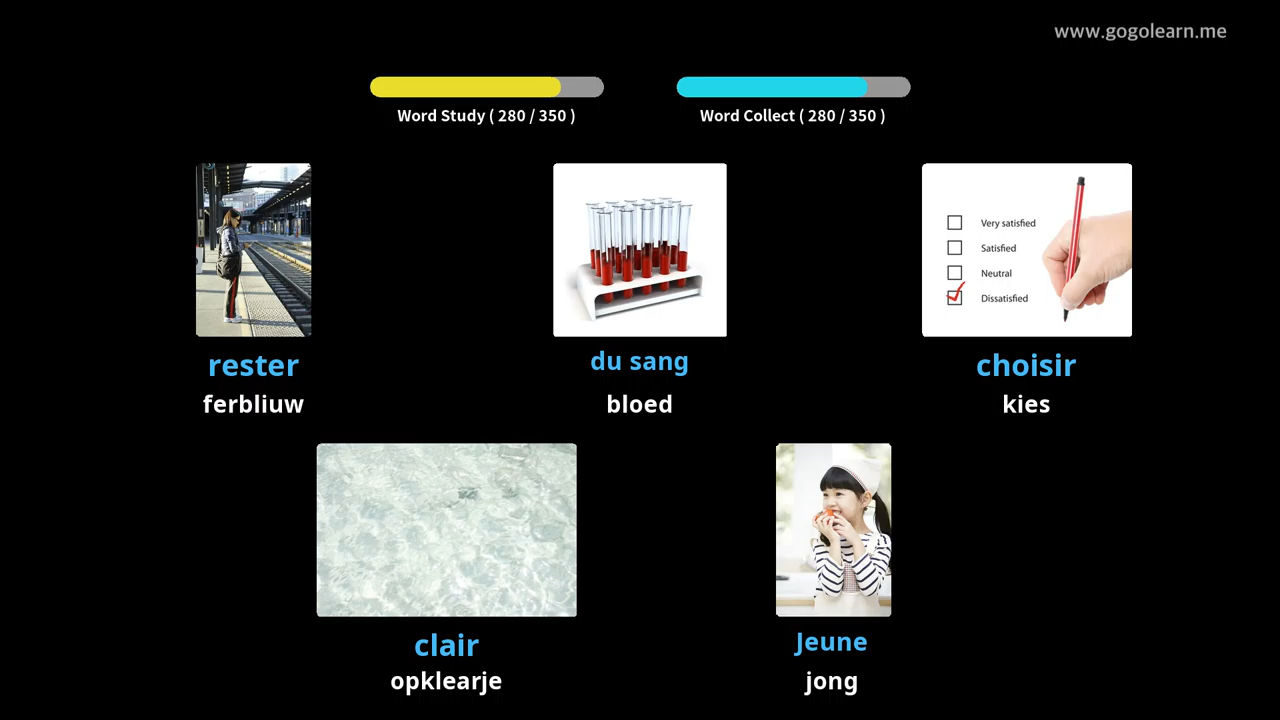 www.gogolearn.me
Word Study ( 280 / 350 )
Word Collect ( 280 / 350 )
Very satisfied
Satisfied
Neutral
Dissatisfied
rester
ferbliuw
du sang
bloed
choisir
kies
clair
opklearje
Jeune
jong